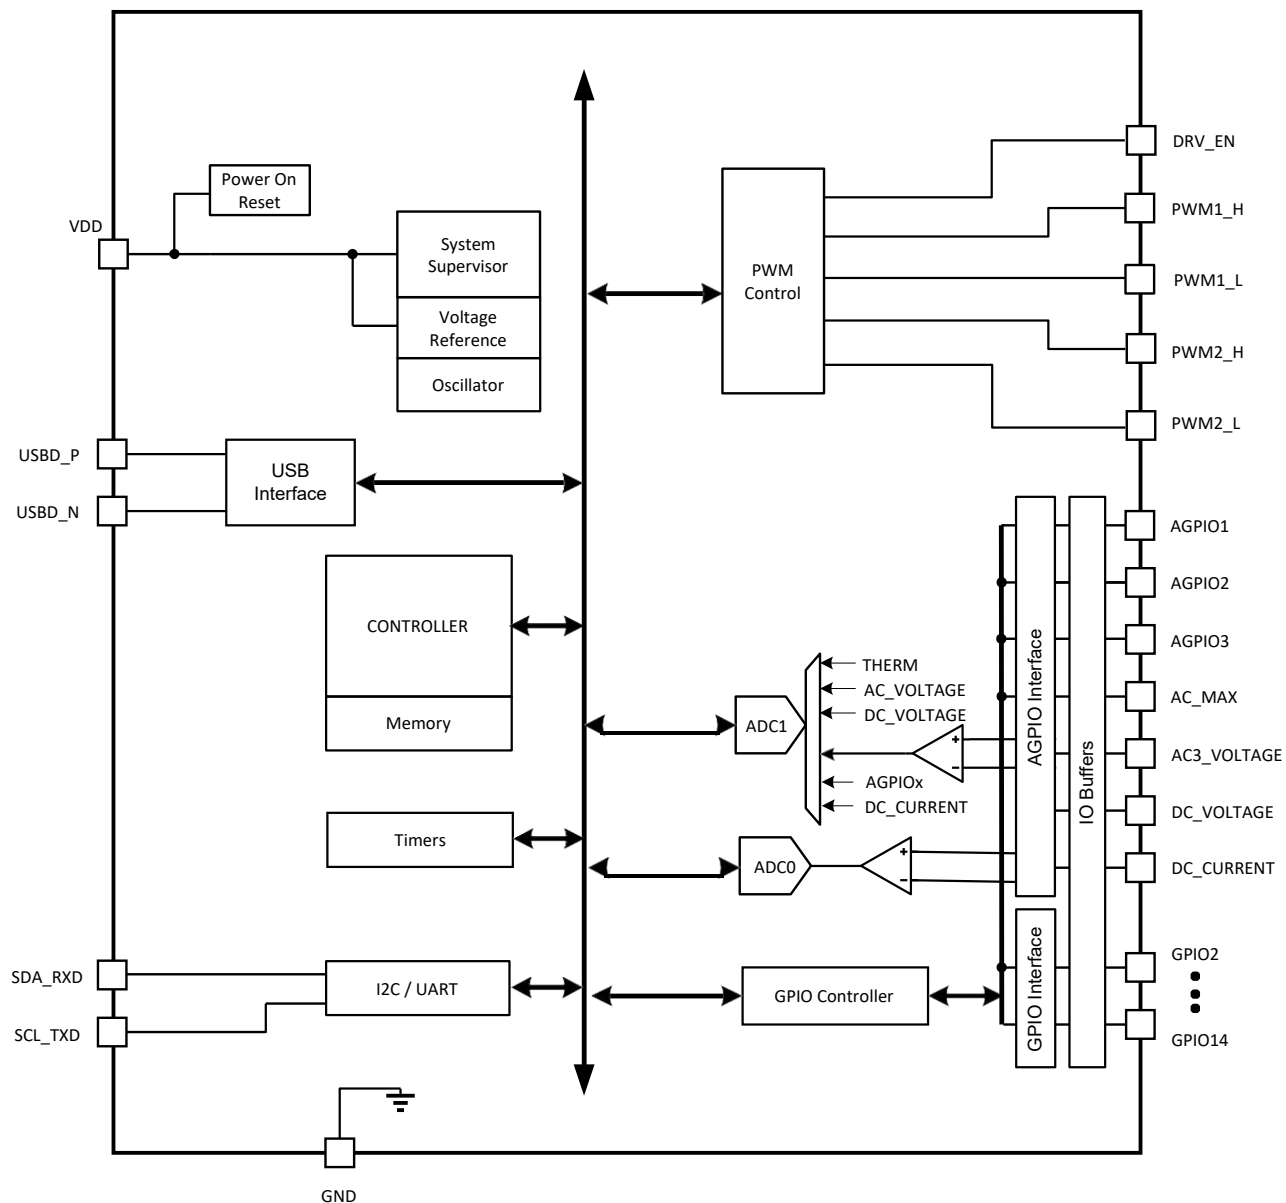 DRV_EN
Power On
Reset
PWM1_H
VDD
System
Supervisor
PWM
Control
PWM1_L
Voltage
Reference
PWM2_H
Oscillator
PWM2_L
USBD_P
USB
Interface
USBD_N
AGPIO1
AGPIO2
CONTROLLER
AGPIO3
THERM
AC_VOLTAGE
DC_VOLTAGE
AC_MAX
Memory
ADC1
+
−
AGPIO Interface
IO Buffers
AC3_VOLTAGE
AGPIOx
DC_CURRENT
DC_VOLTAGE
Timers
ADC0
+
−
DC_CURRENT
SDA_RXD
I2C / UART
GPIO Controller
GPIO Interface
GPIO2
SCL_TXD
GPIO14
GND